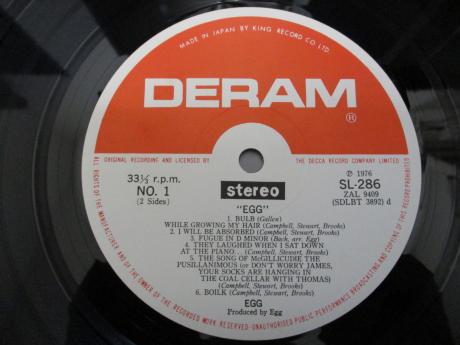 MADE IN JAPAN BY KING RECORD CO. LTD.
DERAM
®
ORIGINAL RECORDING AND LICENSED BY THE DECCA RECORD COMPANY LIMITED
33⅓ r.p.m.
NO. 1
(2 Sides)
stereo
℗ 1976
SL-286
ZAL 9409
(SDLBT 3892) d
"EGG"
1. BULB (Gallen)
WHILE GROWING MY HAIR (Campbell, Stewart, Brooks)
2. I WILL BE ABSORBED (Campbell, Stewart, Brooks)
3. FUGUE IN D MINOR (Bach, arr. Egg)
4. THEY LAUGHED WHEN I SAY DOWN
AT THE PIANO. . (Campbell, Stewart, Brooks)
5. THE SONG OF McGILLICUDIE THE
PUSILLANIMOUS (or DON'T WORRY JAMES,
YOUR SOCKS ARE HANGING IN
THE COAL CELLAR WITH THOMAS)
(Campbell, Stewart, Brooks)
6. BOILK (Campbell, Stewart, Brooks)
EGG
Produced by Egg
ALL RIGHTS OF THE MANUFACTURER AND OF THE OWNER OF THE RECORDED WORK RESERVED-UNAUTHORISED PUBLIC PERFORMANCE BROADCASTING AND COPYING OF THIS RECORD PROHIBITED